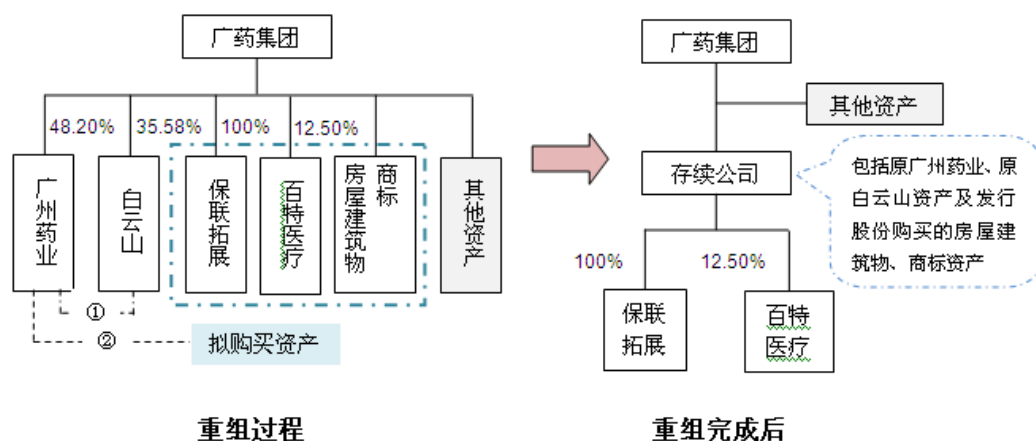 广药集团
48.20%
35.58%
100%
12.50%
广州药业
白云山
保联拓展
百特医疗
商标
房屋建筑物
其他资产
①
②
拟购买资产
重组过程
广药集团
其他资产
存续公司
包括原广州药业、原
白云山资产及发行
股份购买的房屋建
筑物、商标资产
100%
12.50%
保联
拓展
百特
医疗
重组完成后